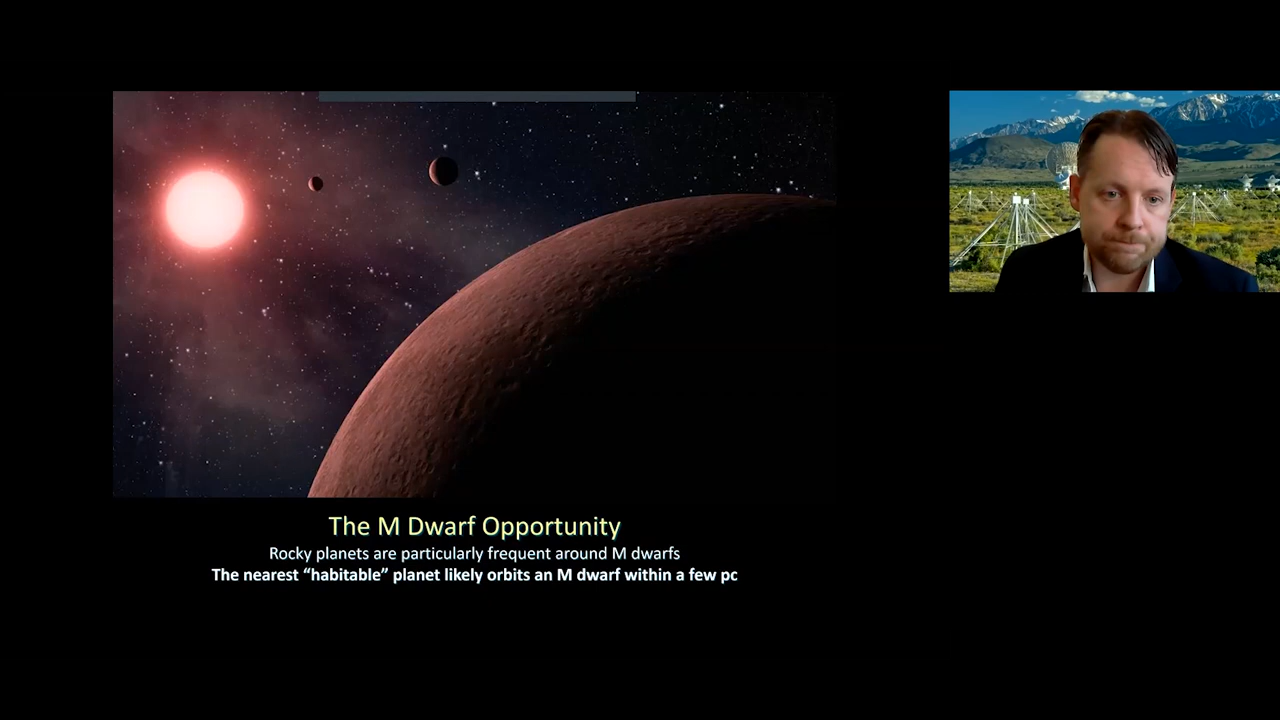 The M Dwarf Opportunity
Rocky planets are particularly frequent around M dwarfs
The nearest “habitable” planet likely orbits an M dwarf within a few pc